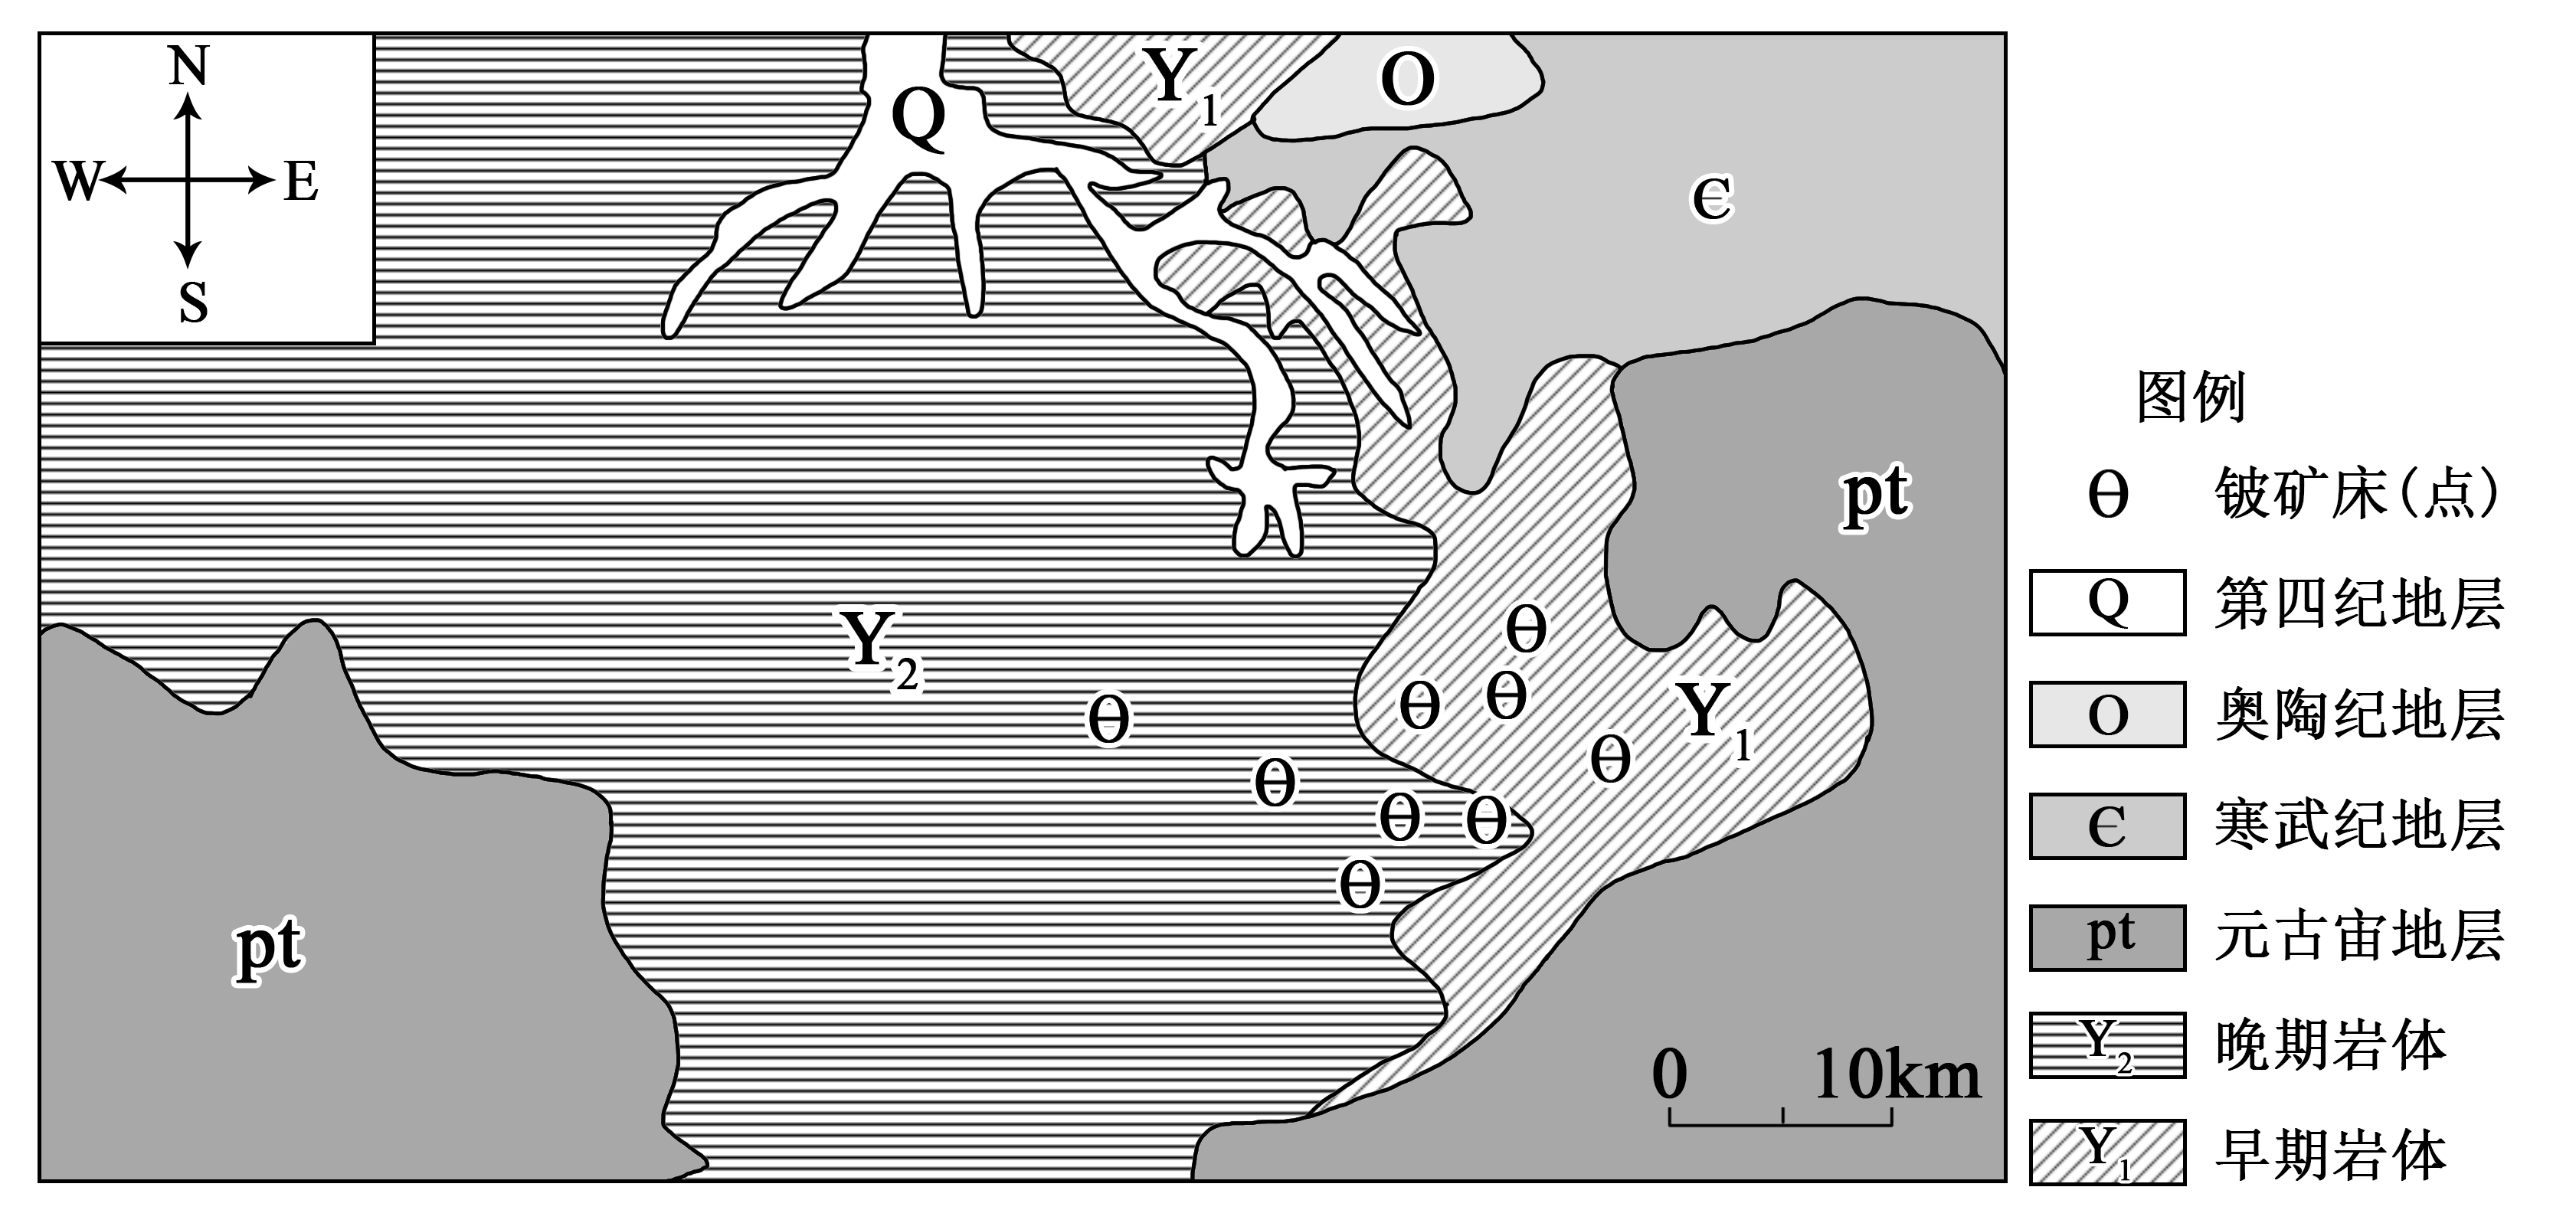 N
W E
S
Q
Y1
O
Є
pt
Y2
Y1
pt
0 10km
图例
铍矿床(点)
Q 第四纪地层
O 奥陶纪地层
Є 寒武纪地层
pt 元古宙地层
Y2 晚期岩体
Y1 早期岩体